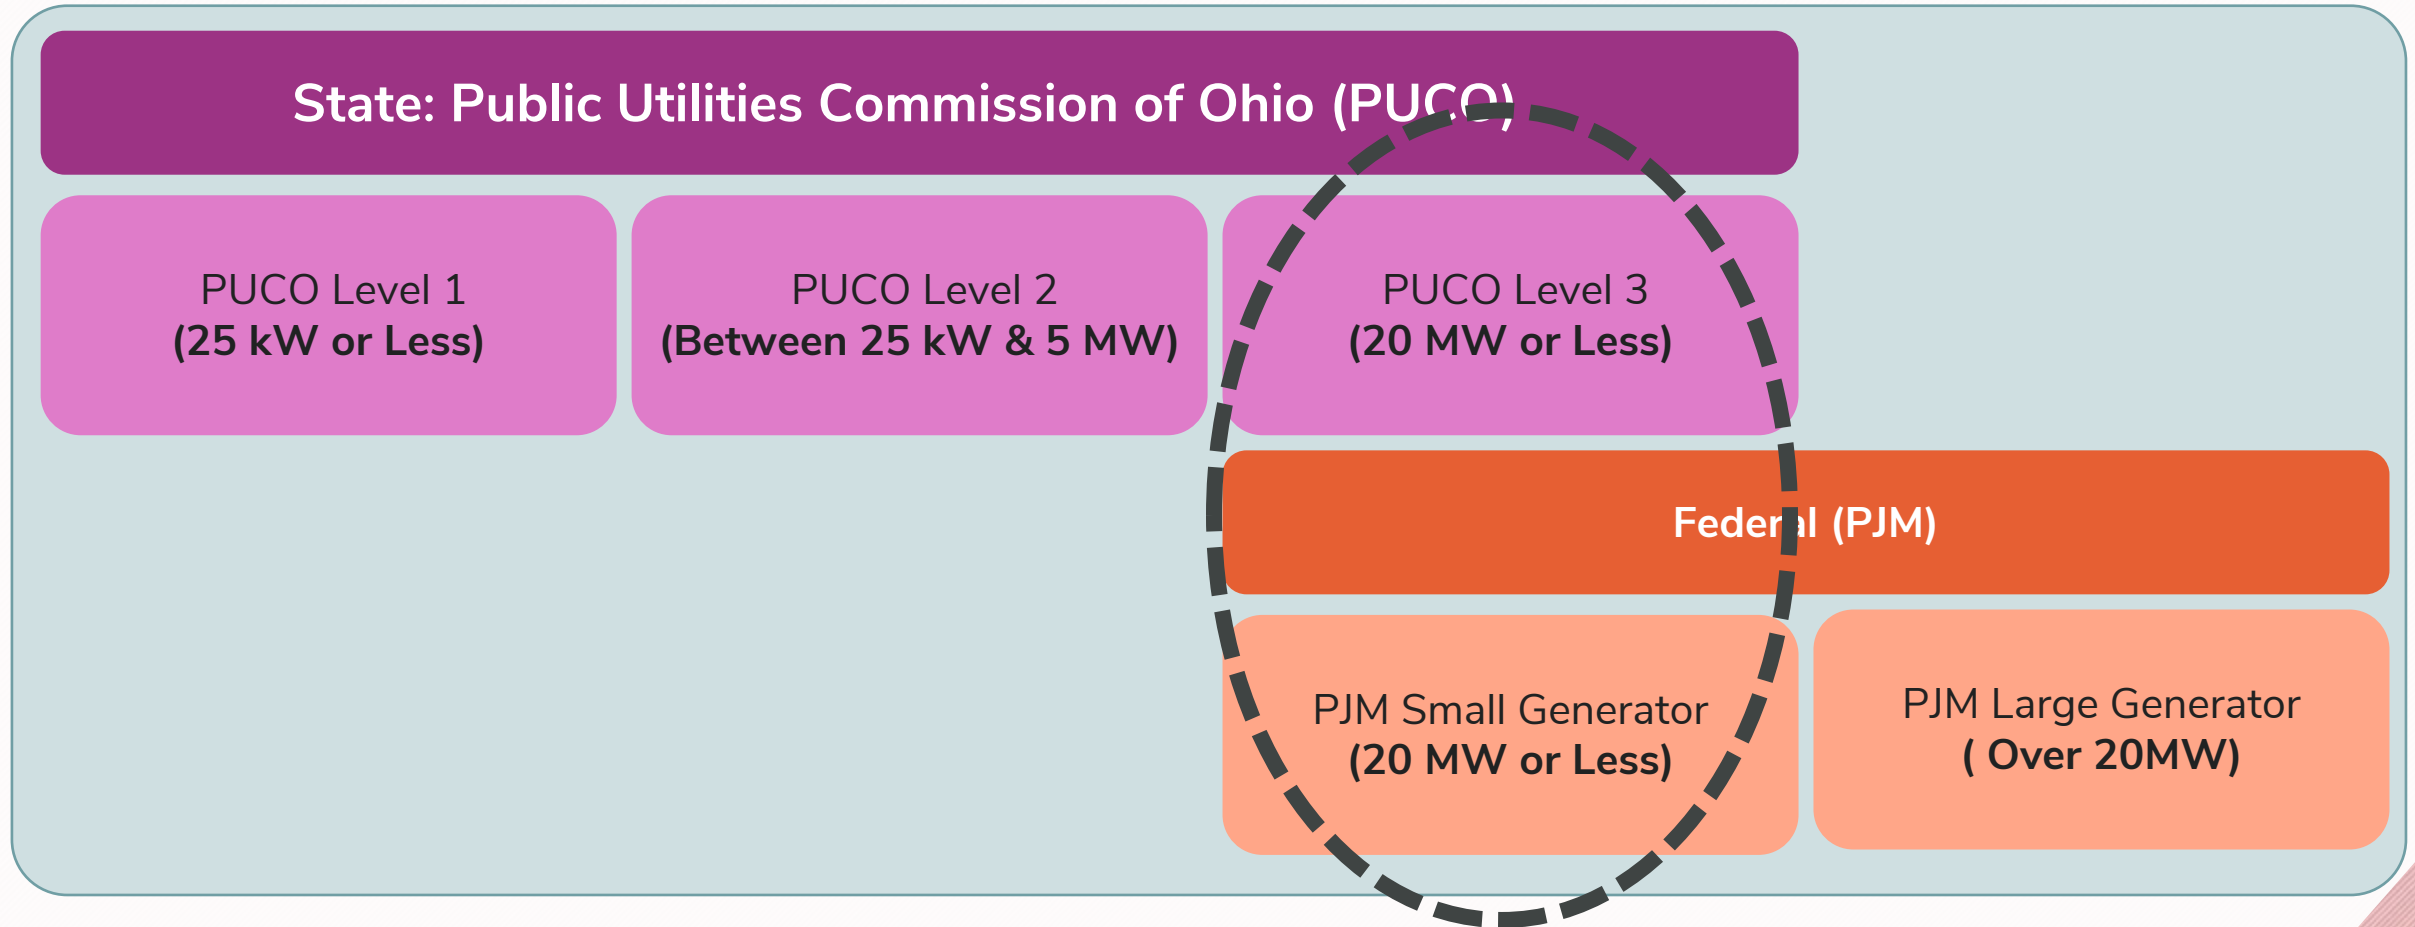 State: Public Utilities Commission of Ohio (PUCO)
PUCO Level 1
(25 kW or Less)
PUCO Level 2
(Between 25 kW & 5 MW)
PUCO Level 3
(20 MW or Less)
Federal (PJM)
PJM Small Generator
(20 MW or Less)
PJM Large Generator
( Over 20MW)